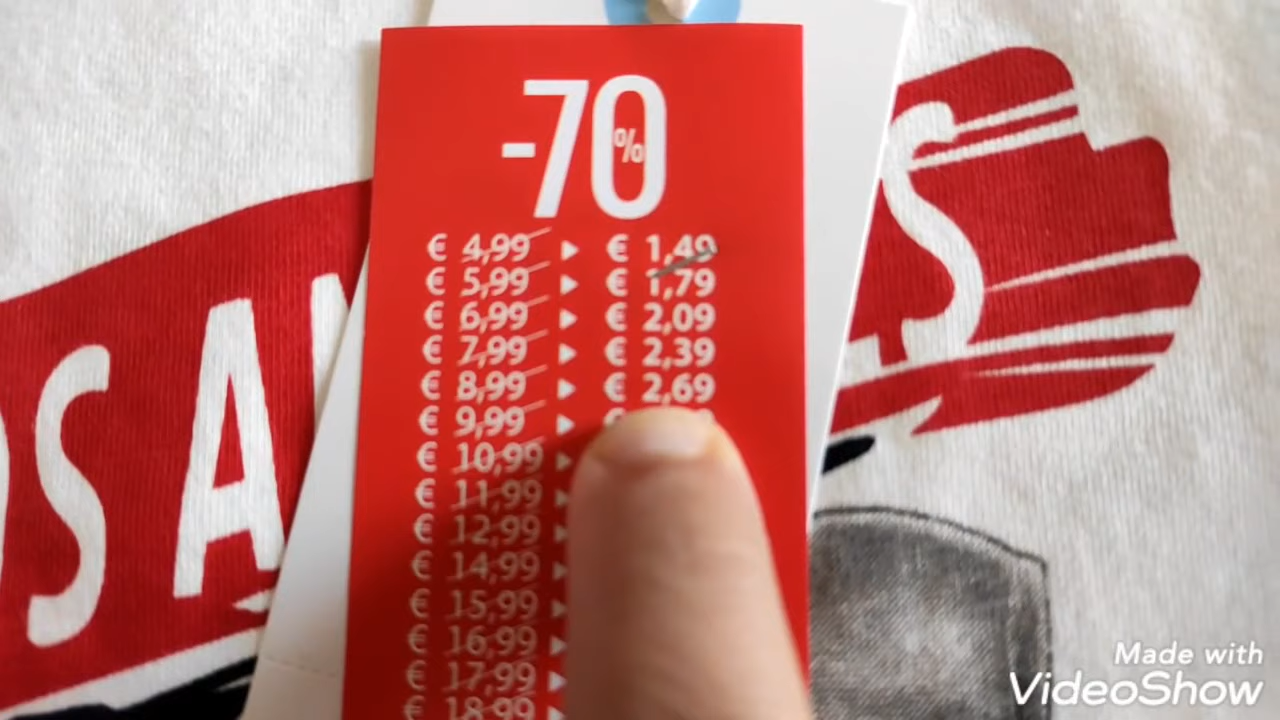 -70%
€ 4,99 ▶ € 1,49
€ 5,99 ▶ € 1,79
€ 6,99 ▶ € 2,09
€ 7,99 ▶ € 2,39
€ 8,99 ▶ € 2,69
€ 9,99 ▶ €
€ 10,99 ▶
€ 11,99 ▶
€ 12,99 ▶
€ 14,99 ▶
€ 15,99 ▶
€ 16,99 ▶
€ 17,99 ▶
€ 18,99
S A
S
Made with
VideoShow